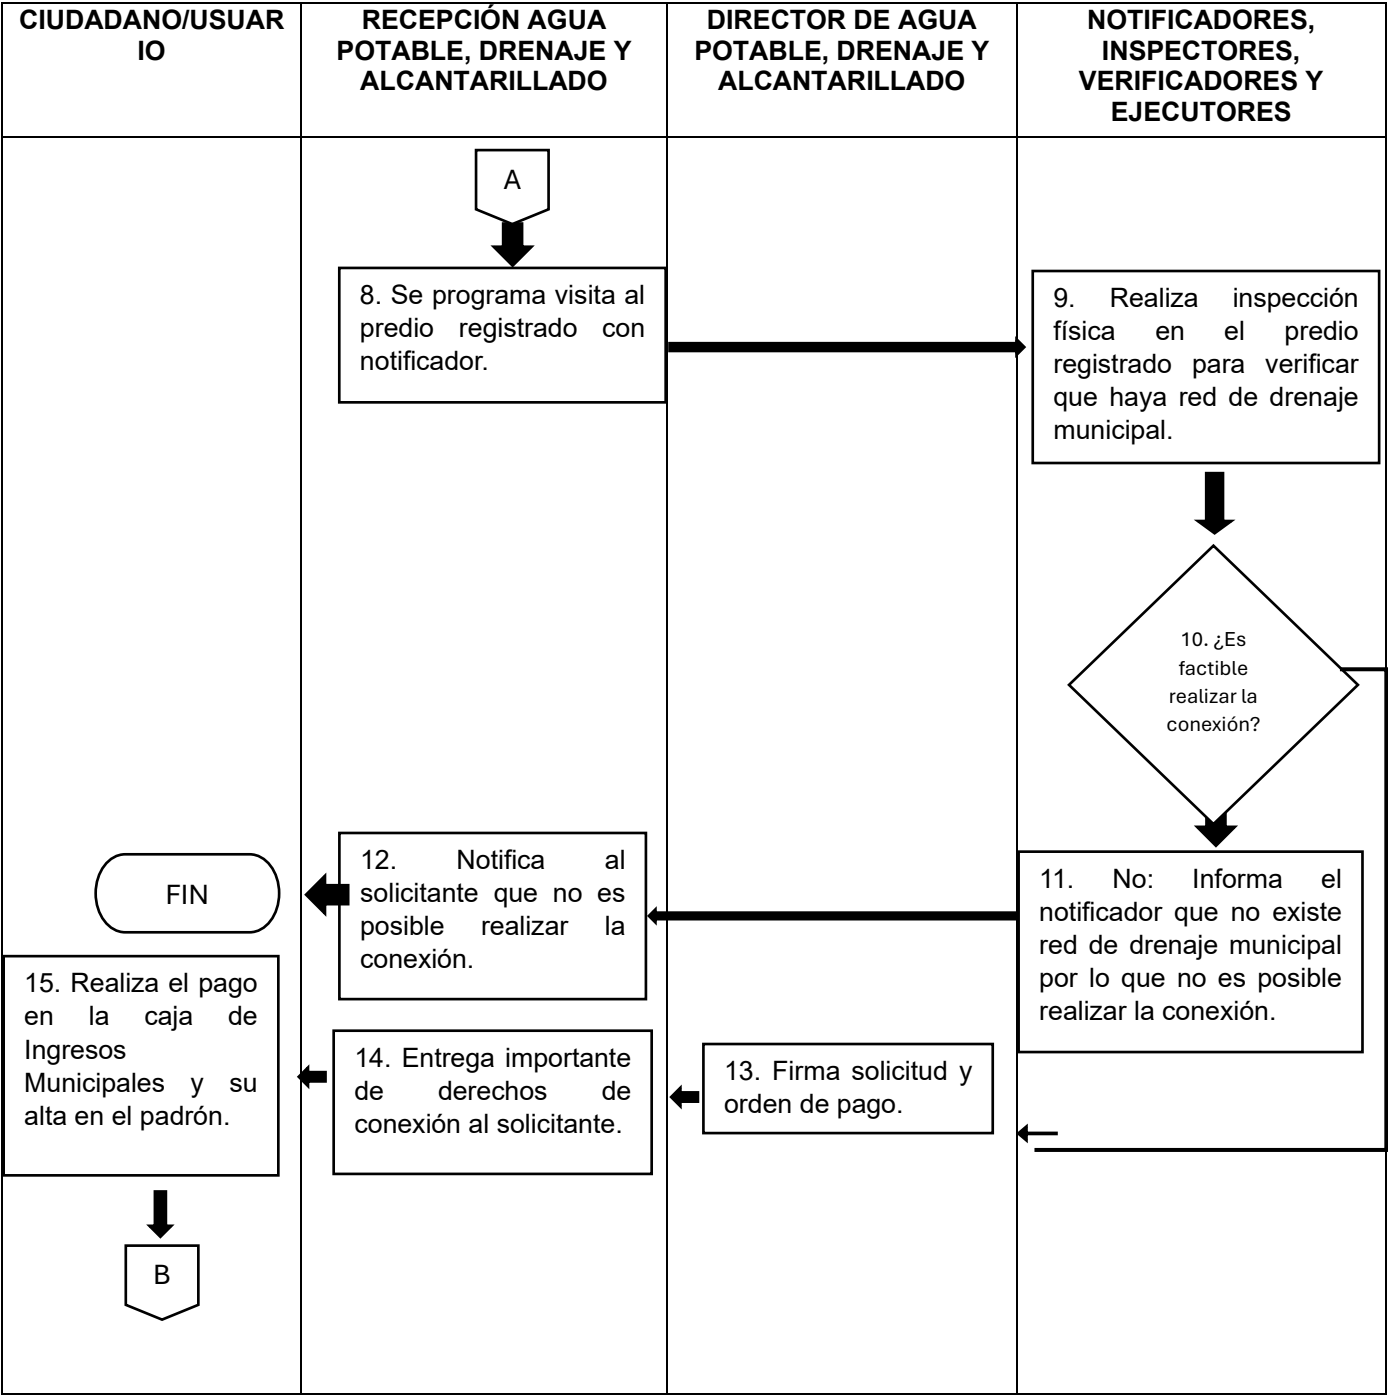 CIUDADANO/USUAR
IO
RECEPCIÓN AGUA
POTABLE, DRENAJE Y
ALCANTARILLADO
DIRECTOR DE AGUA
POTABLE, DRENAJE Y
ALCANTARILLADO
NOTIFICADORES,
INSPECTORES,
VERIFICADORES Y
EJECUTORES
A
8. Se programa visita al
predio registrado con
notificador.
9. Realiza inspección
física en el predio
registrado para verificar
que haya red de drenaje
municipal.
10. ¿Es
factible
realizar la
conexión?
11. No: Informa el
notificador que no existe
red de drenaje municipal
por lo que no es posible
realizar la conexión.
12. Notifica al
solicitante que no es
posible realizar la
conexión.
FIN
13. Firma solicitud y
orden de pago.
14. Entrega importante
de derechos de
conexión al solicitante.
15. Realiza el pago
en la caja de
Ingresos
Municipales y su
alta en el padrón.
B